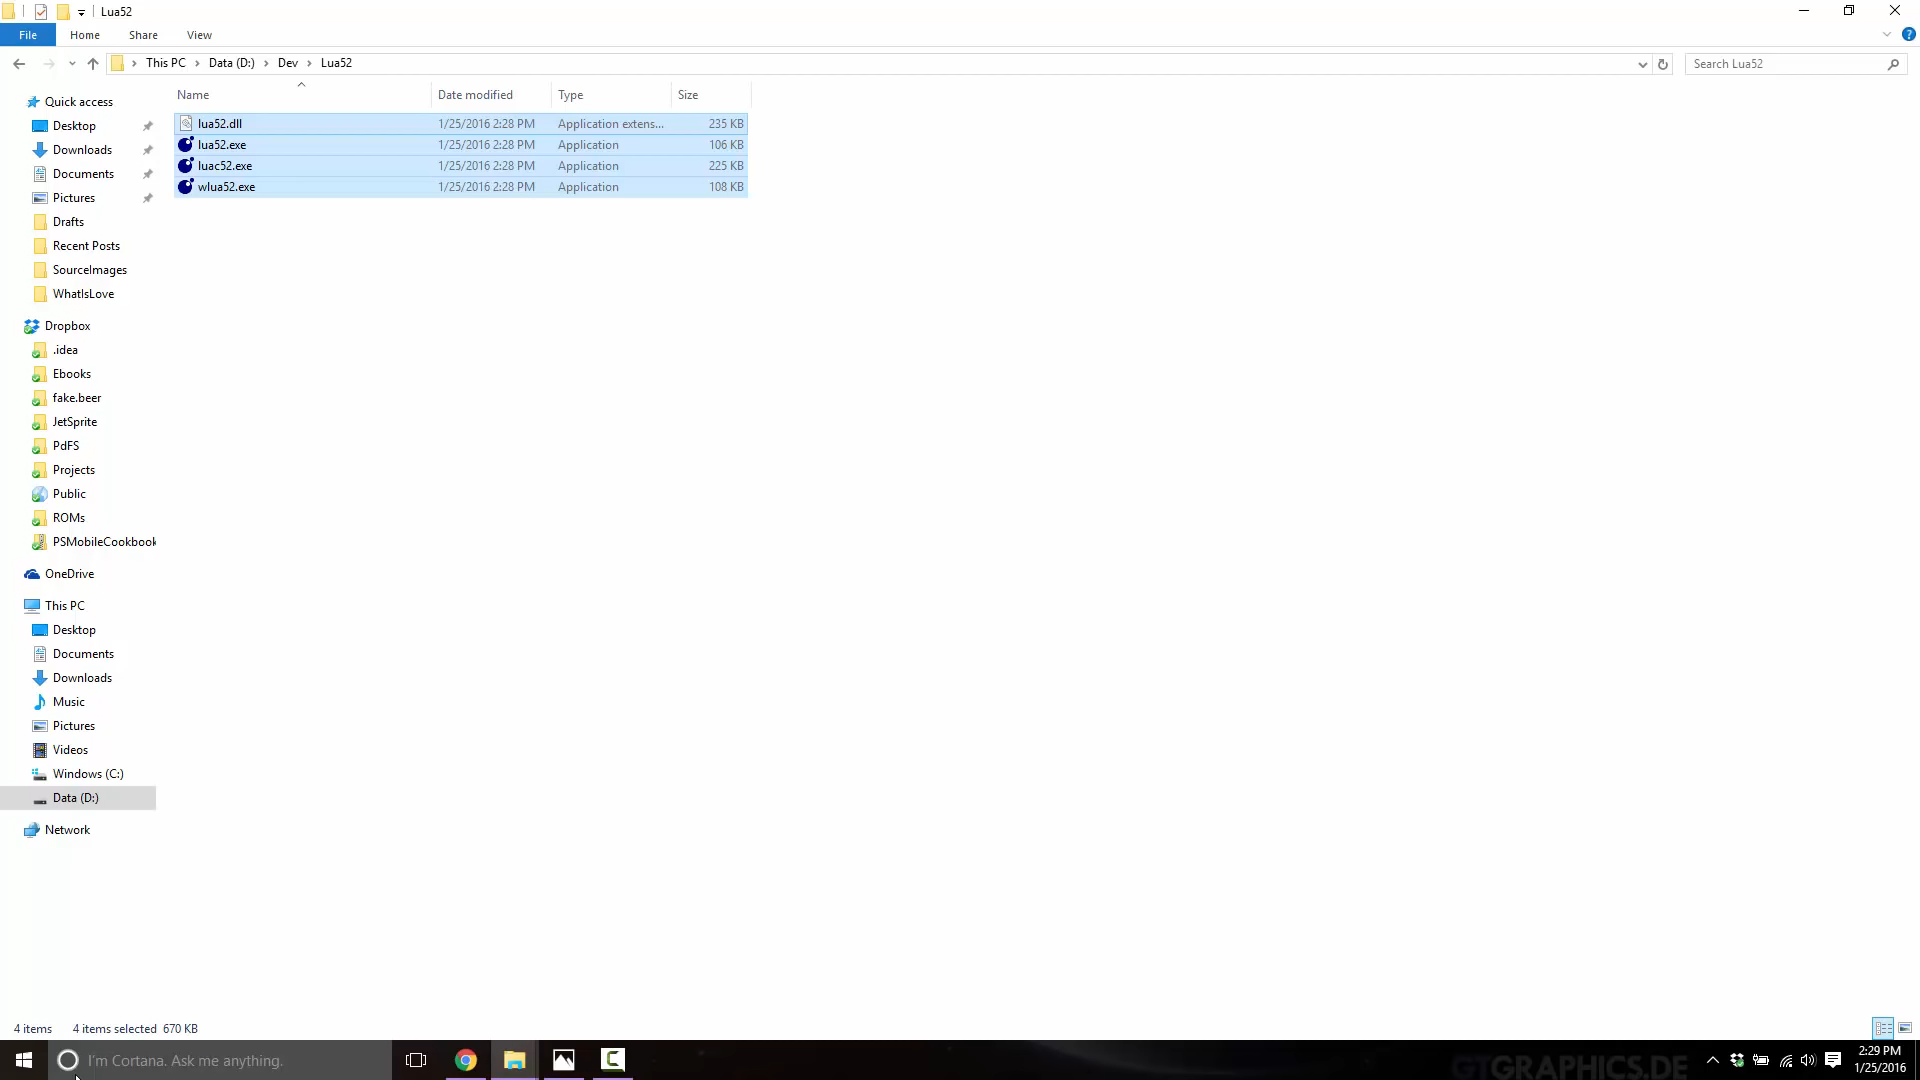 Lua52
File Home Share View
This PC Data (D:) Dev Lua52
Search Lua52
Name Date modified Type Size
lua52.dll 1/25/2016 2:28 PM Application extens... 235 KB
lua52.exe 1/25/2016 2:28 PM Application 106 KB
luac52.exe 1/25/2016 2:28 PM Application 225 KB
wlua52.exe 1/25/2016 2:28 PM Application 108 KB
Quick access
Desktop
Downloads
Documents
Pictures
Drafts
Recent Posts
SourceImages
WhatIsLove
Dropbox
.idea
Ebooks
fake.beer
JetSprite
PdFS
Projects
Public
ROMs
PSMobileCookbook
OneDrive
This PC
Desktop
Documents
Downloads
Music
Pictures
Videos
Windows (C:)
Data (D:)
Network
4 items 4 items selected 670 KB
I'm Cortana. Ask me anything.
GTGRAPHICS.DE
2:29 PM
1/25/2016